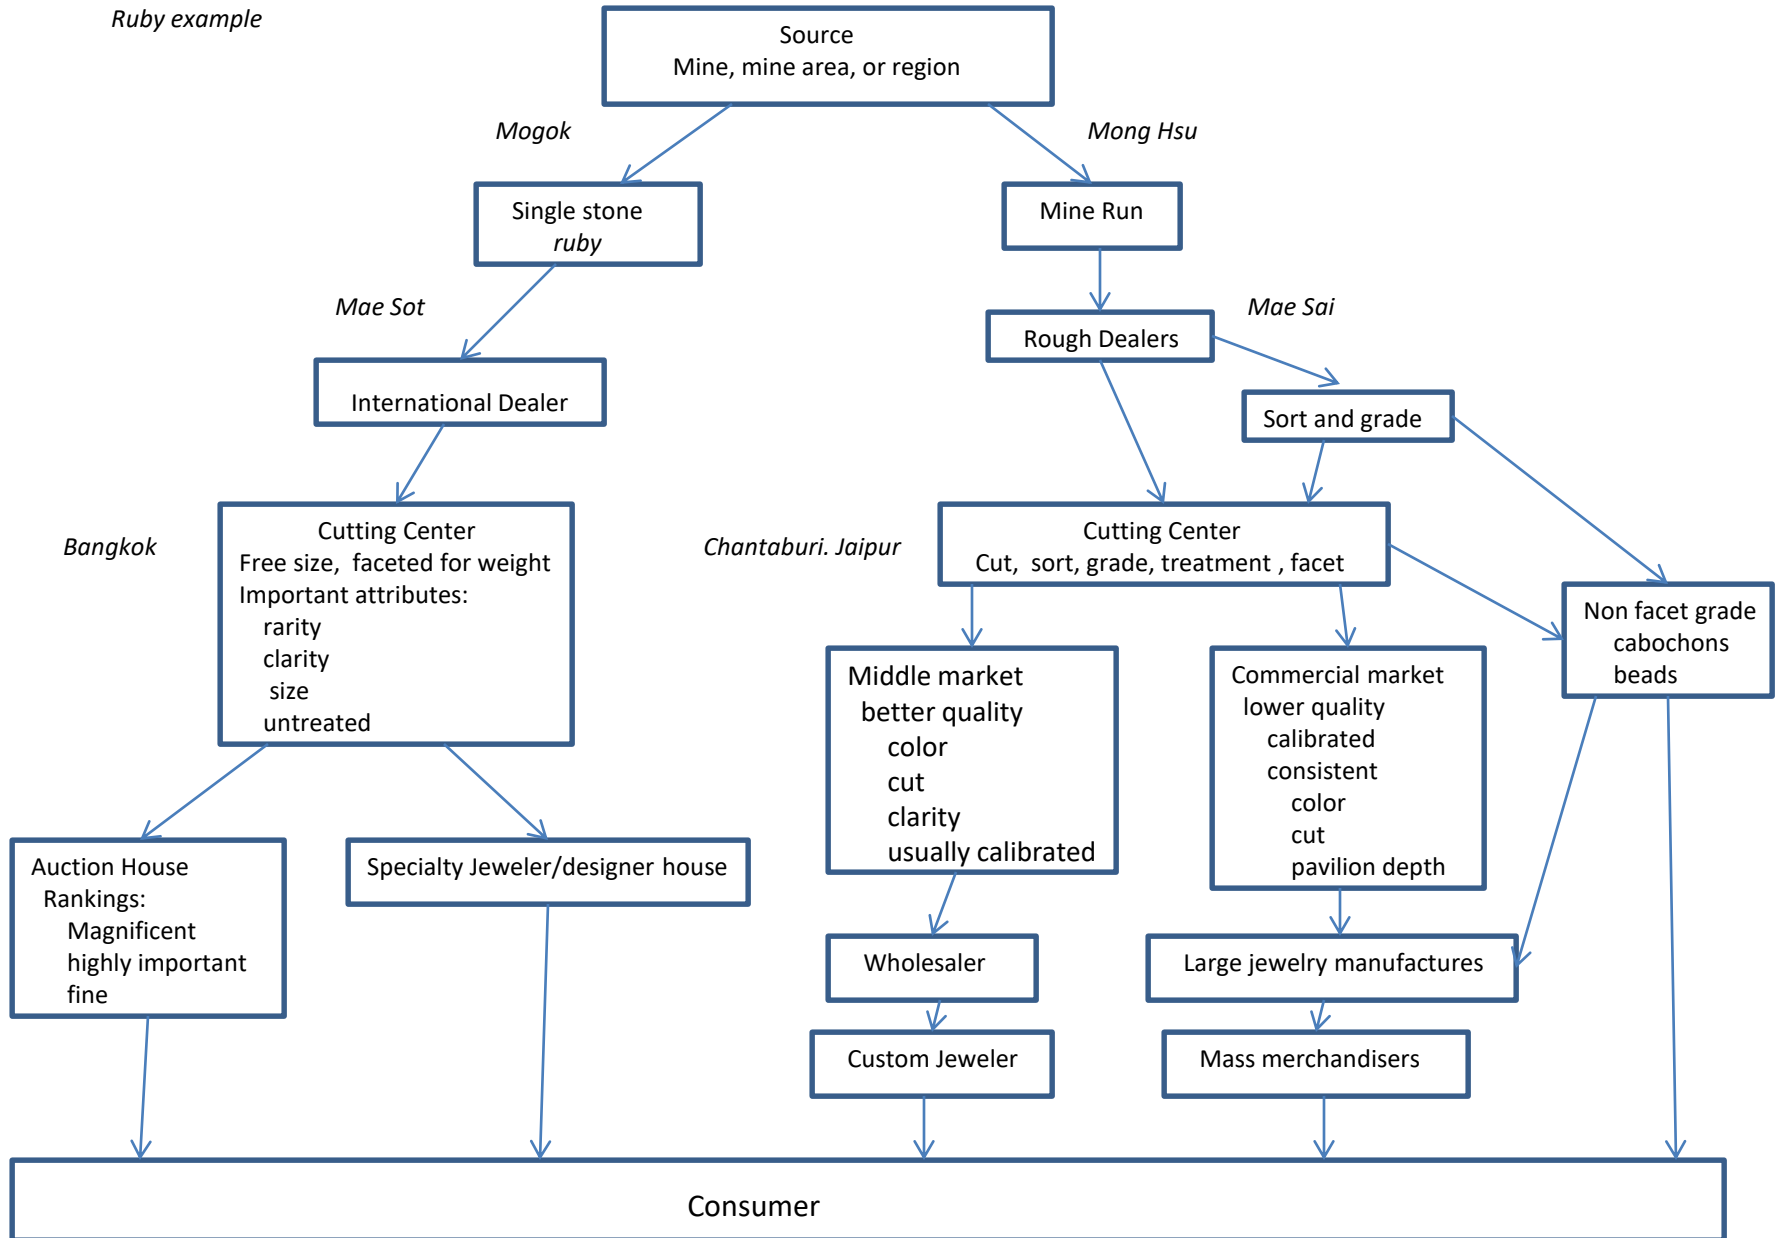 Ruby example
Source
Mine, mine area, or region
Mogok
Mong Hsu
Single stone
ruby
Mine Run
Mae Sot
Mae Sai
Rough Dealers
International Dealer
Sort and grade
Bangkok
Cutting Center
Free size, faceted for weight
Important attributes:
rarity
clarity
size
untreated
Chantaburi. Jaipur
Cutting Center
Cut, sort, grade, treatment , facet
Non facet grade
cabochons
beads
Middle market
better quality
color
cut
clarity
usually calibrated
Commercial market
lower quality
calibrated
consistent
color
cut
pavilion depth
Auction House
Rankings:
Magnificent
highly important
fine
Specialty Jeweler/designer house
Wholesaler
Large jewelry manufactures
Custom Jeweler
Mass merchandisers
Consumer